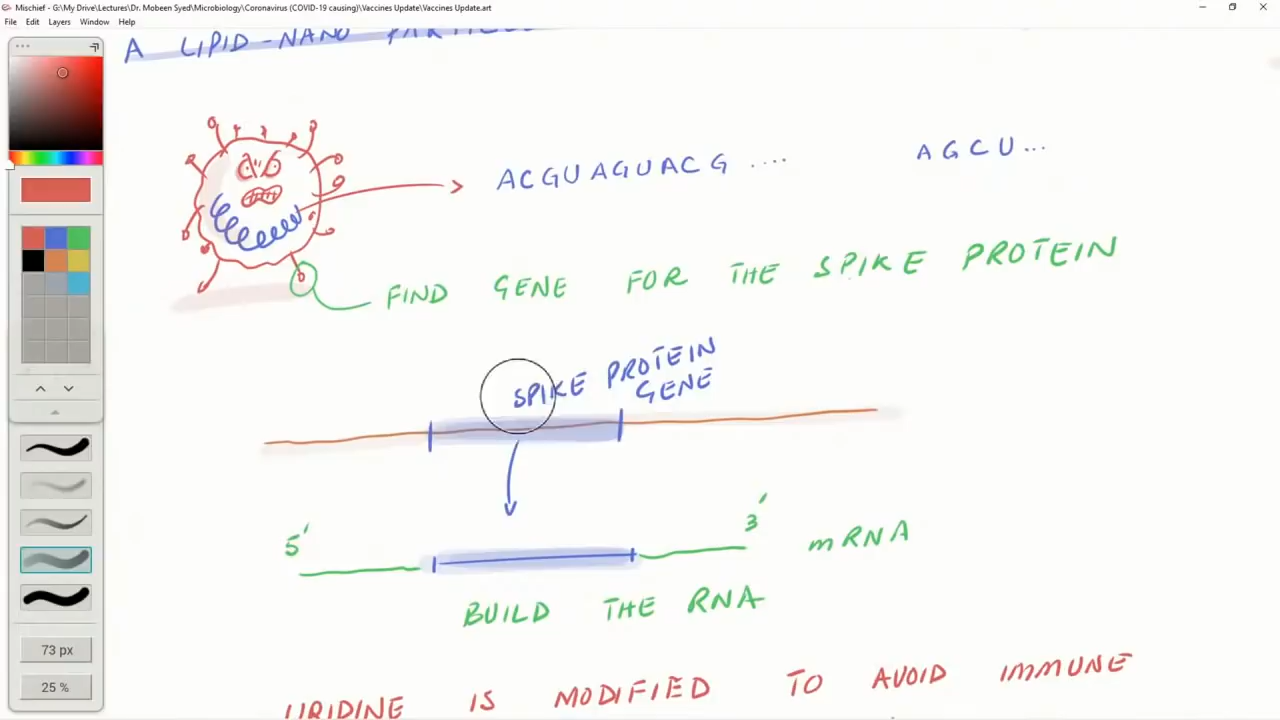 Mischief - G:\My Drive\Lectures\Dr. Mobeen Syed\Microbiology\Coronavirus (COVID-19 causing)\Vaccines Update\Vaccines Update.art
File Edit Layers Window Help
A LIPID-NANO PARTICLE
ACGUAGUACG .... AGCU...
FIND GENE FOR THE SPIKE PROTEIN
SPIKE PROTEIN
GENE
5' 3'
mRNA
BUILD THE RNA
URIDINE IS MODIFIED TO AVOID IMMUNE
73 px
25 %